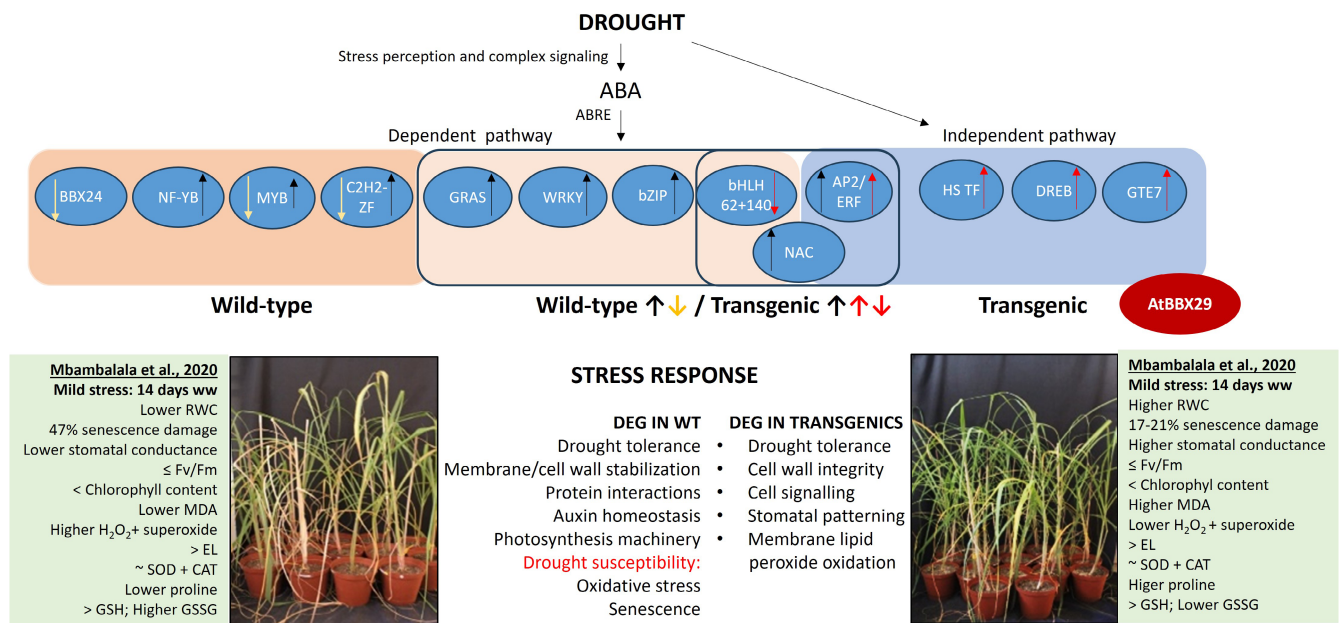 DROUGHT
Stress perception and complex signaling
ABA
ABRE
Dependent pathway
Independent pathway
BBX24
NF-YB
MYB
C2H2-
ZF
GRAS
WRKY
bZIP
bHLH
62+140
AP2/
ERF
NAC
HS TF
DREB
GTE7
Wild-type
Wild-type ↑↓ / Transgenic ↑↑↓
Transgenic
AtBBX29
Mbambalala et al., 2020
Mild stress: 14 days ww
Lower RWC
47% senescence damage
Lower stomatal conductance
≤ Fv/Fm
< Chlorophyll content
Lower MDA
Higher H₂O₂+ superoxide
> EL
~ SOD + CAT
Lower proline
> GSH; Higher GSSG
STRESS RESPONSE
DEG IN WT
Drought tolerance
Membrane/cell wall stabilization
Protein interactions
Auxin homeostasis
Photosynthesis machinery
Drought susceptibility:
Oxidative stress
Senescence
DEG IN TRANSGENICS
• Drought tolerance
• Cell wall integrity
• Cell signalling
• Stomatal patterning
• Membrane lipid
peroxide oxidation
Mbambalala et al., 2020
Mild stress: 14 days ww
Higher RWC
17-21% senescence damage
Higher stomatal conductance
≤ Fv/Fm
< Chlorophyl content
Higher MDA
Lower H₂O₂ + superoxide
> EL
~ SOD + CAT
Higer proline
> GSH; Lower GSSG